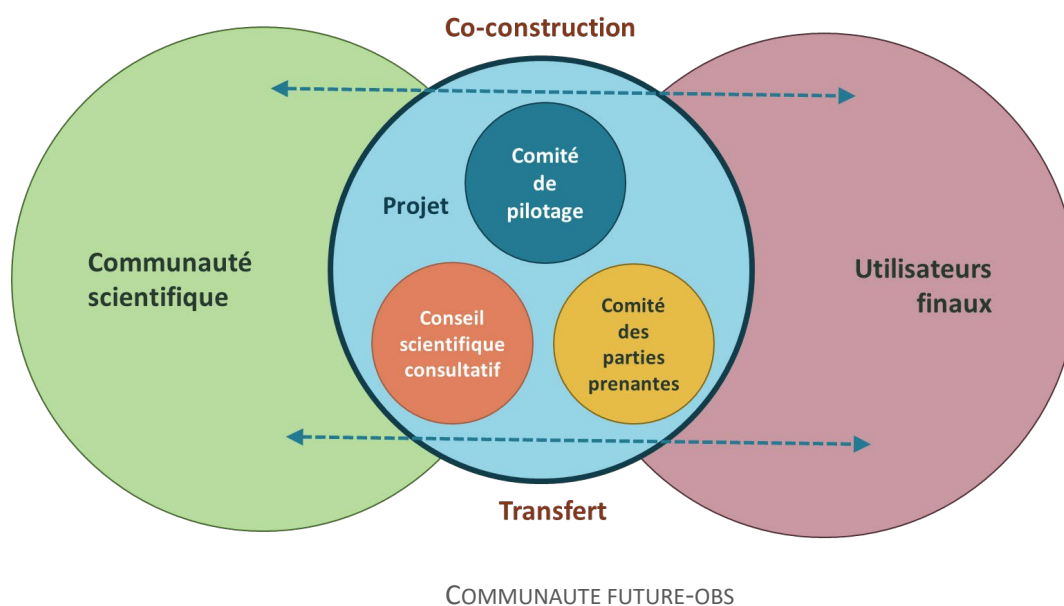 Co-construction
Comité
de
pilotage
Projet
Communauté
scientifique
Utilisateurs
finaux
Conseil
scientifique
consultatif
Comité
des
parties
prenantes
Transfert
COMMUNAUTE FUTURE-OBS